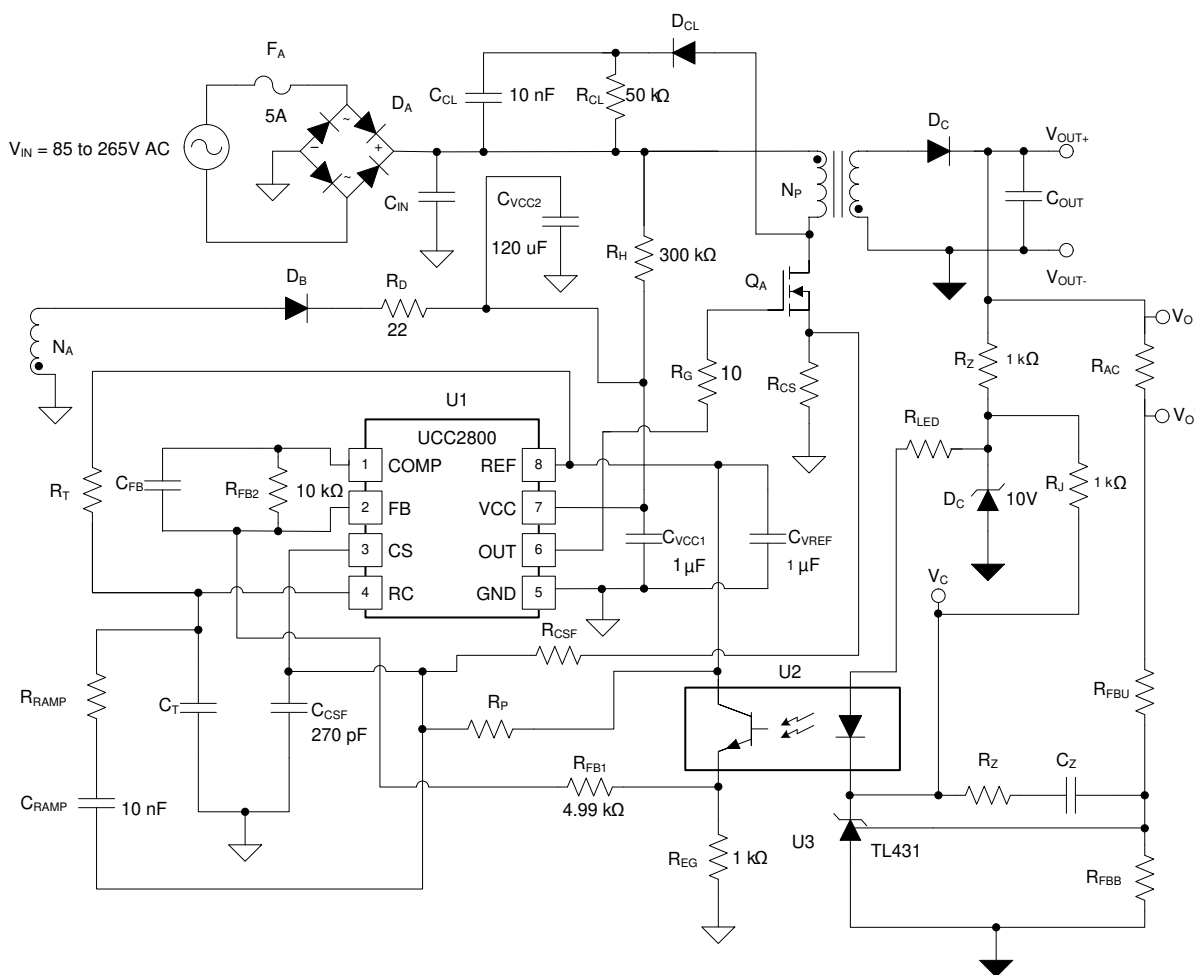 D_CL
F_A
C_CL 10 nF R_CL 50 kΩ
5A
~ D_A
D_C
V_OUT+
V_IN = 85 to 265V AC
− +
~
N_P
C_OUT
C_IN
C_VCC2
120 uF
R_H 300 kΩ
V_OUT-
Q_A
D_B
R_D
22
V_O
N_A
R_G 10
R_CS
R_Z 1 kΩ
R_AC
U1
UCC2800
R_LED
V_O
1 COMP REF 8
R_T
C_FB
R_FB2 10 kΩ
2 FB VCC 7
3 CS OUT 6
4 RC GND 5
C_VCC1
1 µF
C_VREF
1 µF
D_C 10V
R_J 1 kΩ
V_C
R_CSF
U2
R_RAMP
C_T
C_CSF
270 pF
R_P
R_FBU
C_RAMP 10 nF
R_FB1
4.99 kΩ
R_Z C_Z
U3 TL431
R_EG 1 kΩ
R_FBB